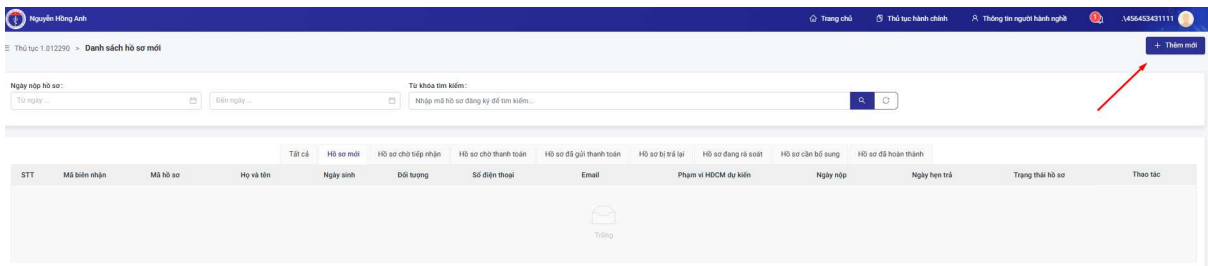 Nguyễn Hồng Anh
Trang chủ Thủ tục hành chính Thông tin người hành nghề 1 .\456453431111
Thủ tục 1.012290 > Danh sách hồ sơ mới
+ Thêm mới
Ngày nộp hồ sơ: Từ khóa tìm kiếm:
Từ ngày ... Đến ngày ... Nhập mã hồ sơ đăng ký để tìm kiếm...
Tất cả Hồ sơ mới Hồ sơ chờ tiếp nhận Hồ sơ chờ thanh toán Hồ sơ đã gửi thanh toán Hồ sơ bị trả lại Hồ sơ đang rà soát Hồ sơ cần bổ sung Hồ sơ đã hoàn thành
STT Mã biên nhận Mã hồ sơ Họ và tên Ngày sinh Đối tượng Số điện thoại Email Phạm vi HĐCM dự kiến Ngày nộp Ngày hẹn trả Trạng thái hồ sơ Thao tác
Trống